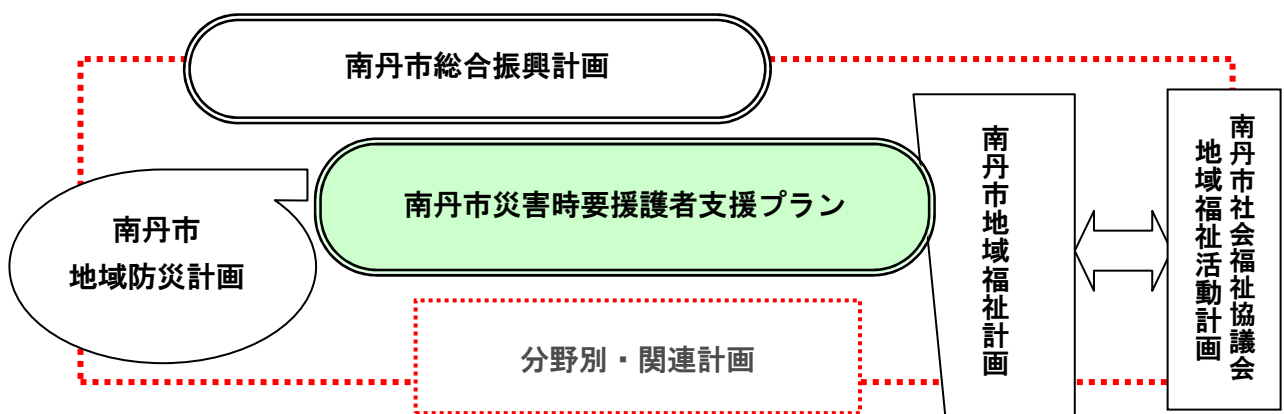 南丹市総合振興計画
南丹市災害時要援護者支援プラン
南丹市
地域防災計画
分野別・関連計画
南丹市地域福祉計画
南丹市社会福祉協議会
地域福祉活動計画